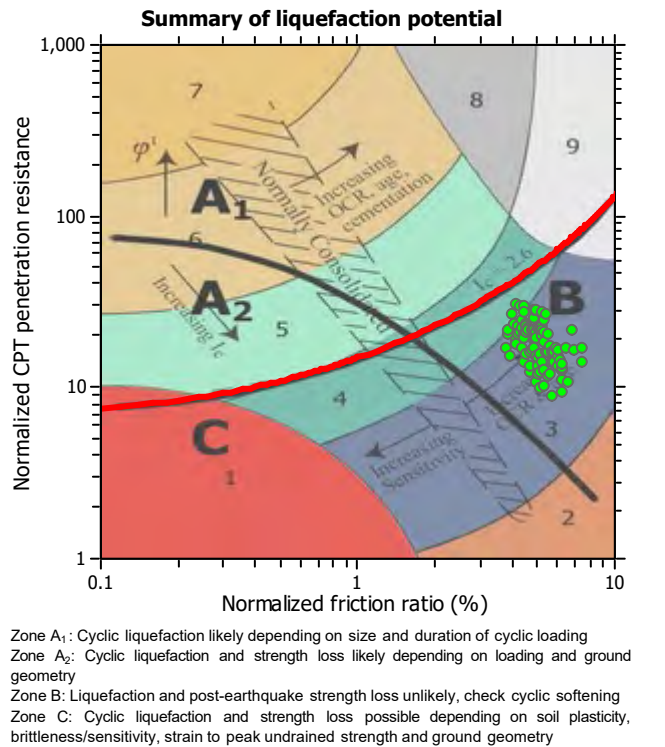 Summary of liquefaction potential
1,000
100
10
1
Normalized CPT penetration resistance
7
8
9
φ'
Increasing
OCR, age,
cementation
A1
Normally Consolidated
6
Ic = 2.6
A2
B
Increasing Ic
5
4
3
C
Increasing
Sensitivity
1
2
0.1
1
10
Normalized friction ratio (%)
Zone A1: Cyclic liquefaction likely depending on size and duration of cyclic loading
Zone A2: Cyclic liquefaction and strength loss likely depending on loading and ground
geometry
Zone B: Liquefaction and post-earthquake strength loss unlikely, check cyclic softening
Zone C: Cyclic liquefaction and strength loss possible depending on soil plasticity,
brittleness/sensitivity, strain to peak undrained strength and ground geometry